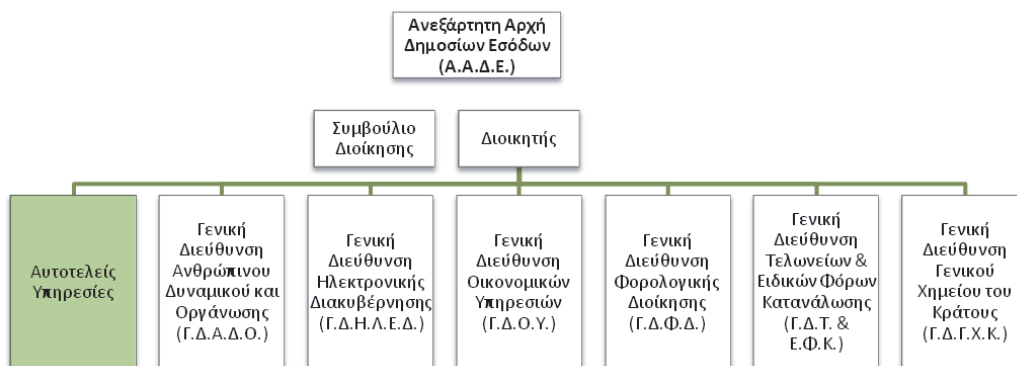 Ανεξάρτητη Αρχή
Δημοσίων Εσόδων
(Α.Α.Δ.Ε.)
Συμβούλιο
Διοίκησης
Διοικητής
Αυτοτελείς
Υπηρεσίες
Γενική
Διεύθυνση
Ανθρώπινου
Δυναμικού και
Οργάνωσης
(Γ.Δ.Α.Δ.Ο.)
Γενική
Διεύθυνση
Ηλεκτρονικής
Διακυβέρνησης
(Γ.Δ.Η.Λ.Ε.Δ.)
Γενική
Διεύθυνση
Οικονομικών
Υπηρεσιών
(Γ.Δ.Ο.Υ.)
Γενική
Διεύθυνση
Φορολογικής
Διοίκησης
(Γ.Δ.Φ.Δ.)
Γενική
Διεύθυνση
Τελωνείων &
Ειδικών Φόρων
Κατανάλωσης
(Γ.Δ.Τ. &
Ε.Φ.Κ.)
Γενική
Διεύθυνση
Γενικού
Χημείου του
Κράτους
(Γ.Δ.Γ.Χ.Κ.)